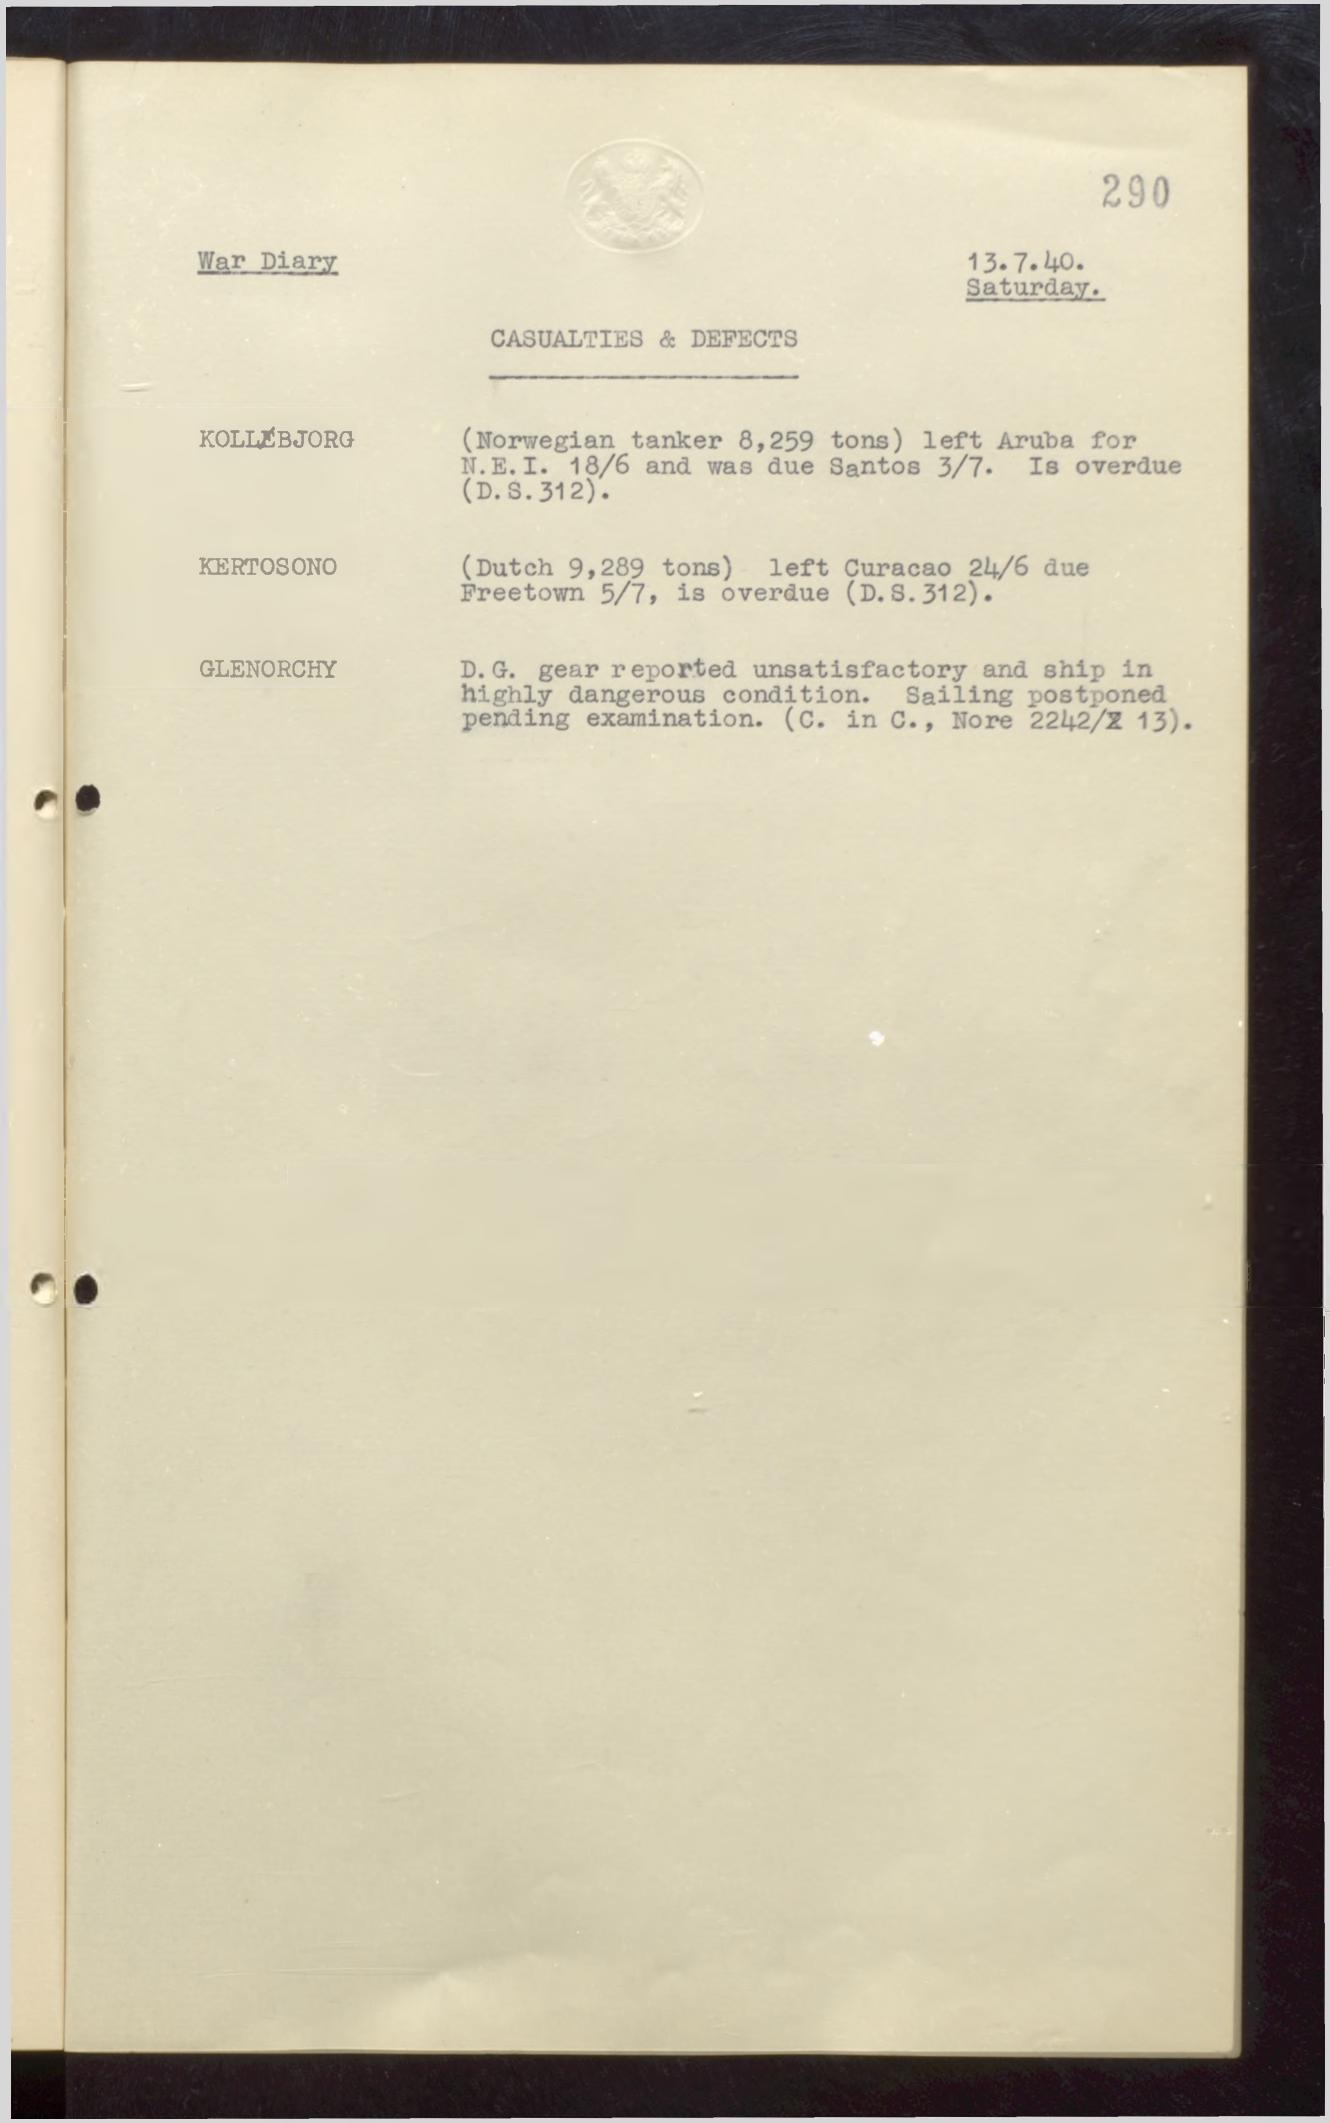 290
War Diary
13.7.40.
Saturday.
CASUALTIES & DEFECTS
KOLLEBJORG (Norwegian tanker 8,259 tons) left Aruba for
N.E.I. 18/6 and was due Santos 3/7. Is overdue
(D.S.312).
KERTOSONO (Dutch 9,289 tons) left Curacao 24/6 due
Freetown 5/7, is overdue (D.S.312).
GLENORCHY D.G. gear reported unsatisfactory and ship in
highly dangerous condition. Sailing postponed
pending examination. (C. in C., Nore 2242/ 13).